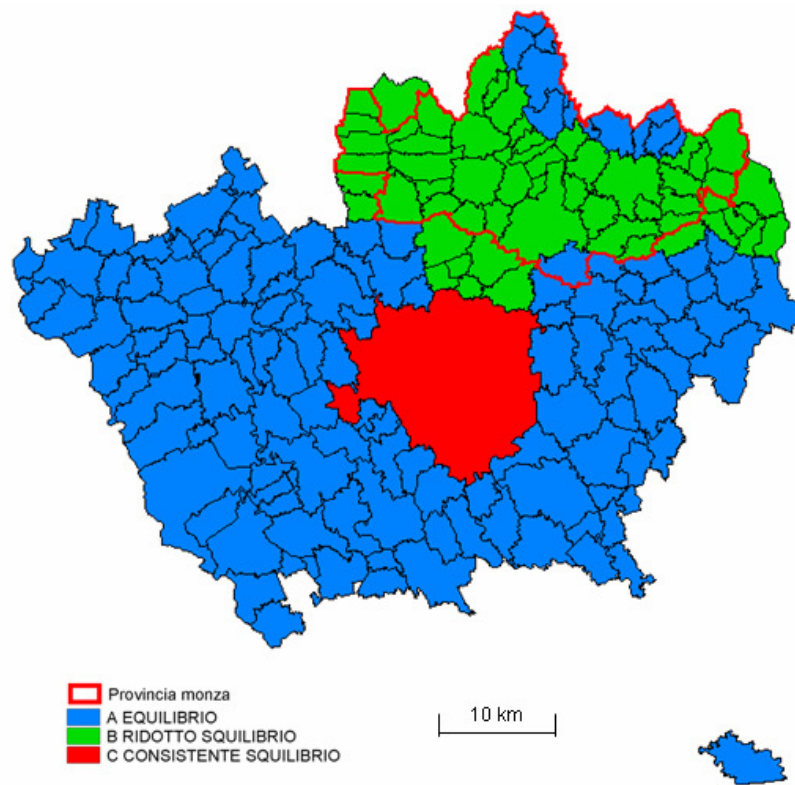 Provincia monza
A EQUILIBRIO
B RIDOTTO SQUILIBRIO
C CONSISTENTE SQUILIBRIO
10 km